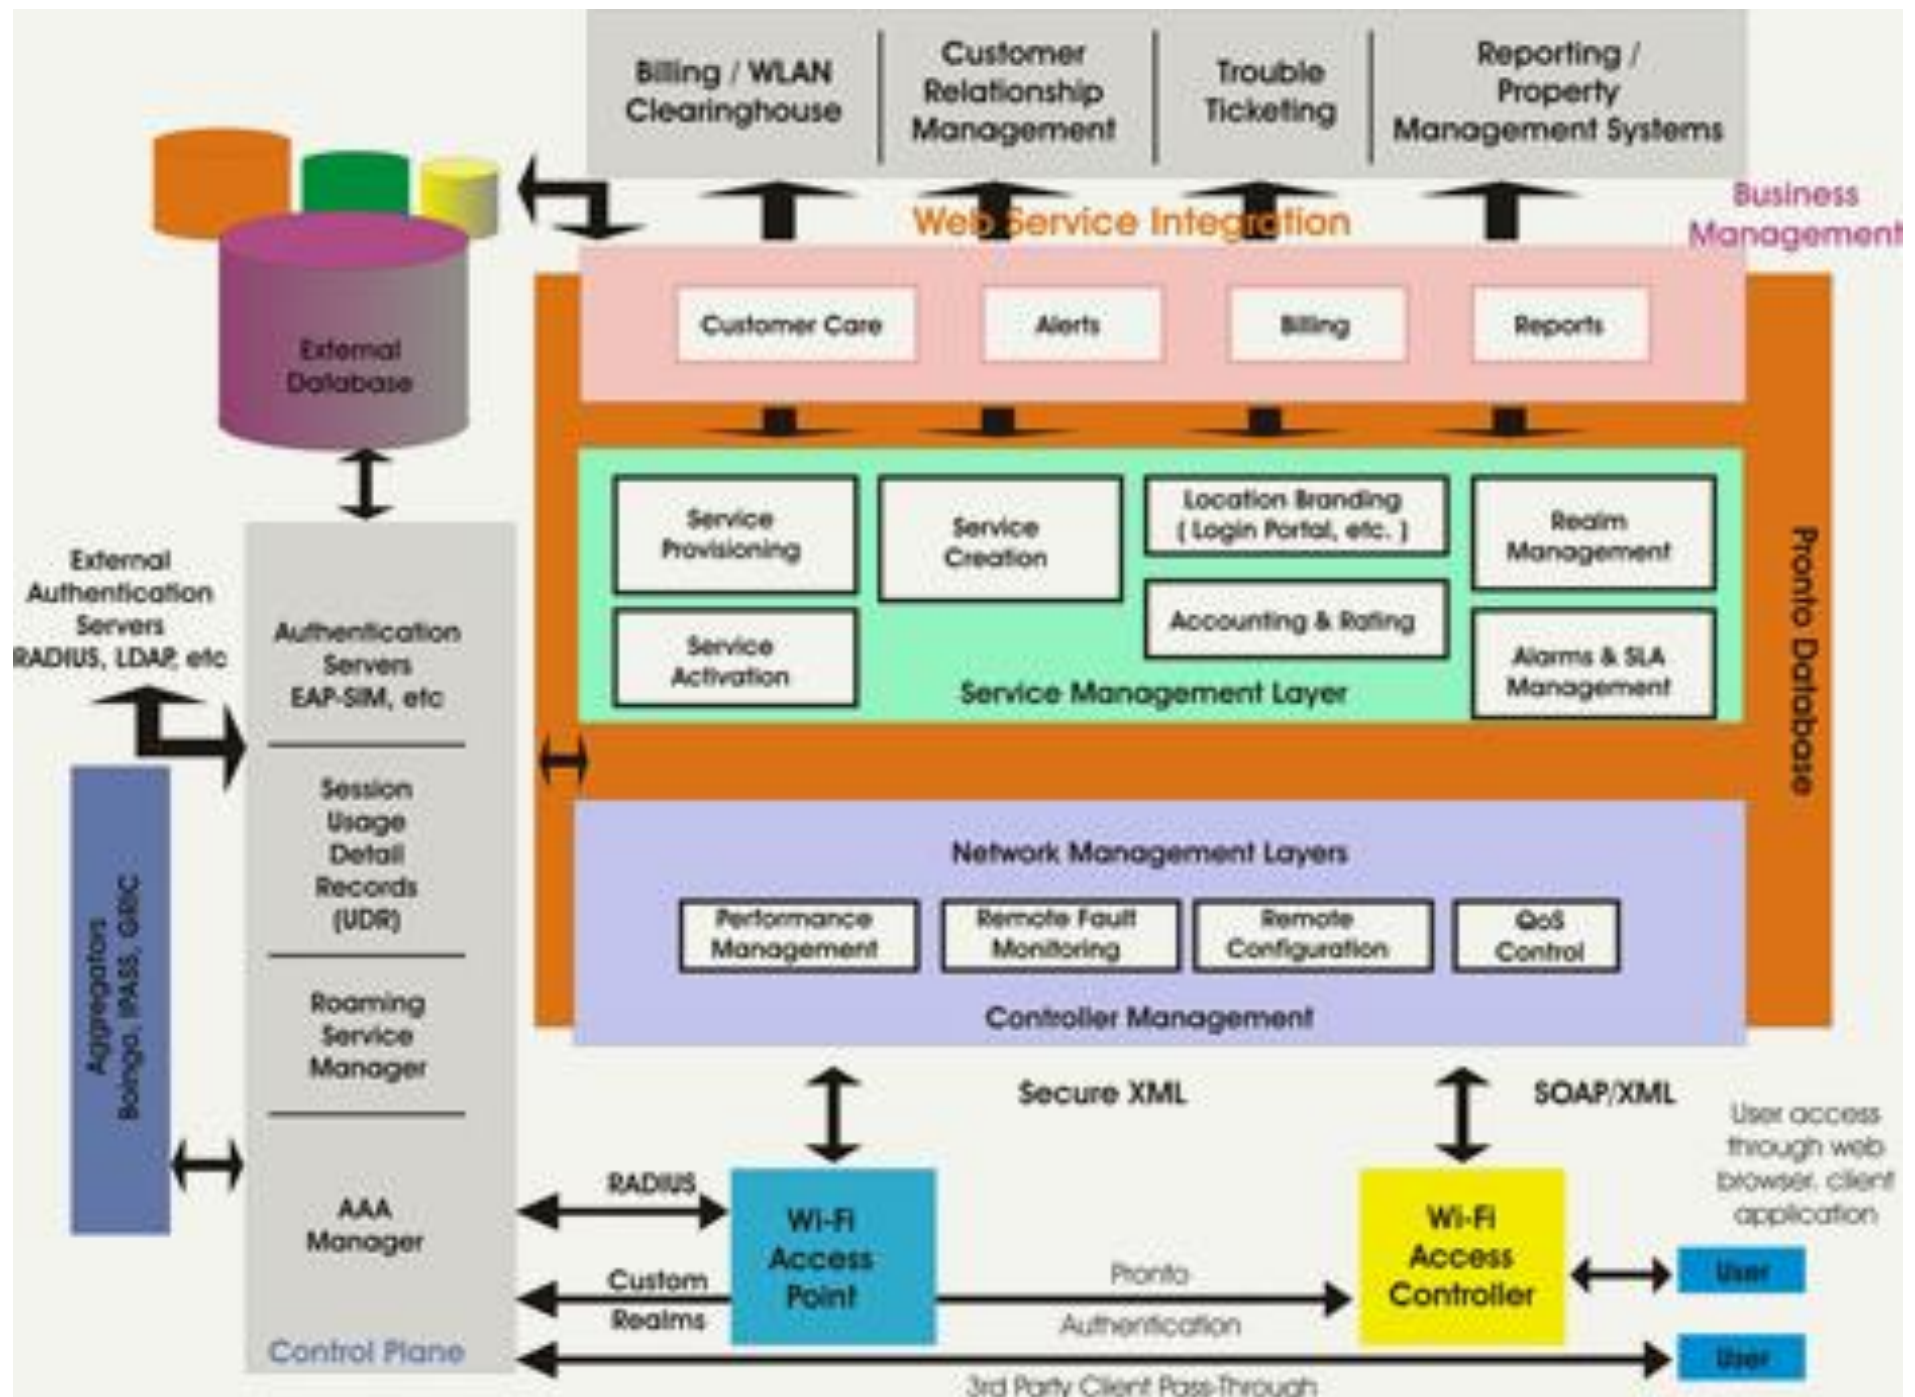 Billing / WLAN
Clearinghouse
Customer
Relationship
Management
Trouble
Ticketing
Reporting /
Property
Management Systems
Business
Management
Web Service Integration
Customer Care
Alerts
Billing
Reports
External
Database
Service
Provisioning
Service
Creation
Location Branding
( Login Portal, etc. )
Realm
Management
Service
Activation
Accounting & Rating
Alarms & SLA
Management
Service Management Layer
Pronto Database
External
Authentication
Servers
RADIUS, LDAP, etc
Authentication
Servers
EAP-SIM, etc
Session
Usage
Detail
Records
(UDR)
Roaming
Service
Manager
AAA
Manager
Control Plane
Aggregators
Boingo, IPASS, GRIC
Network Management Layers
Performance
Management
Remote Fault
Monitoring
Remote
Configuration
QoS
Control
Controller Management
Secure XML
SOAP/XML
User access
through web
browser, client
application
RADIUS
Wi-Fi
Access
Point
Custom
Realms
Pronto
Authentication
Wi-Fi
Access
Controller
User
User
3rd Party Client Pass-Through